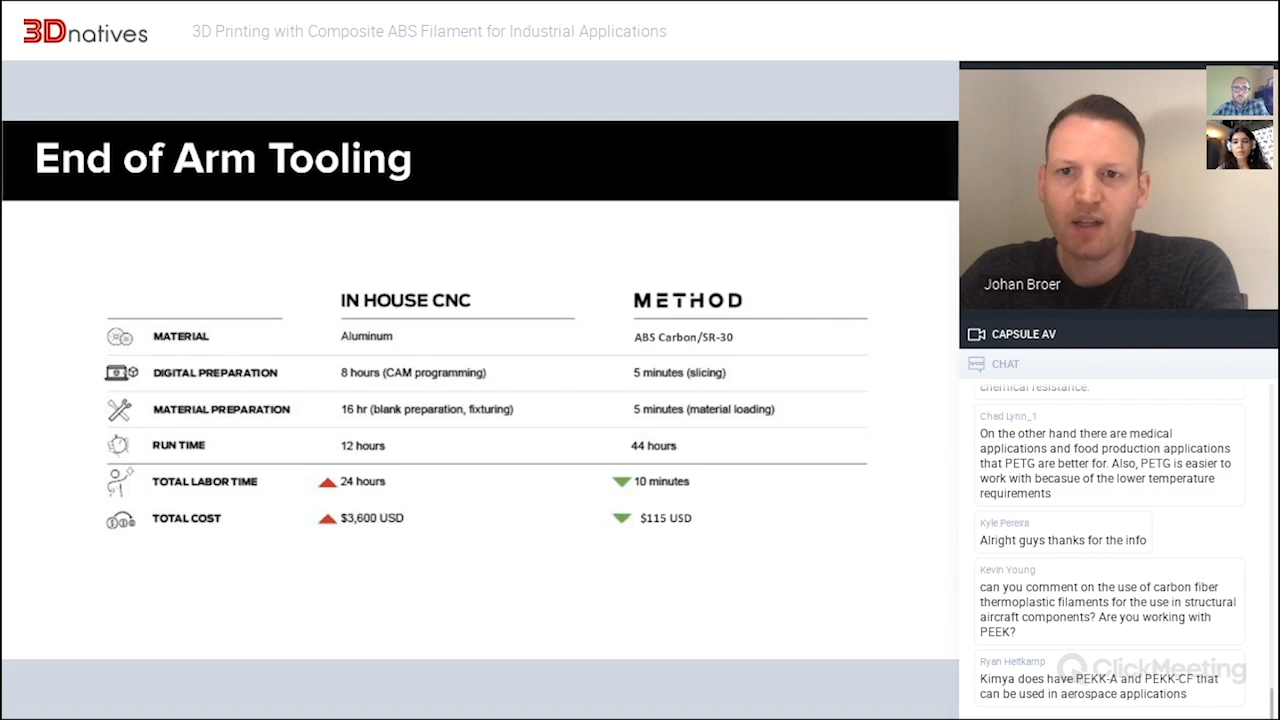 3Dnatives
3D Printing with Composite ABS Filament for Industrial Applications
End of Arm Tooling
IN HOUSE CNC
METHOD
MATERIAL
Aluminum
ABS Carbon/SR-30
DIGITAL PREPARATION
8 hours (CAM programming)
5 minutes (slicing)
MATERIAL PREPARATION
16 hr (blank preparation, fixturing)
5 minutes (material loading)
RUN TIME
12 hours
44 hours
TOTAL LABOR TIME
24 hours
10 minutes
TOTAL COST
$3,600 USD
$115 USD
Johan Broer
CAPSULE AV
CHAT
chemical resistance.
Chad Lynn_1
On the other hand there are medical
applications and food production applications
that PETG are better for. Also, PETG is easier to
work with becasue of the lower temperature
requirements
Kyle Pereira
Alright guys thanks for the info
Kevin Young
can you comment on the use of carbon fiber
thermoplastic filaments for the use in structural
aircraft components? Are you working with
PEEK?
Ryan Heitkamp
Kimya does have PEKK-A and PEKK-CF that
can be used in aerospace applications
ClickMeeting